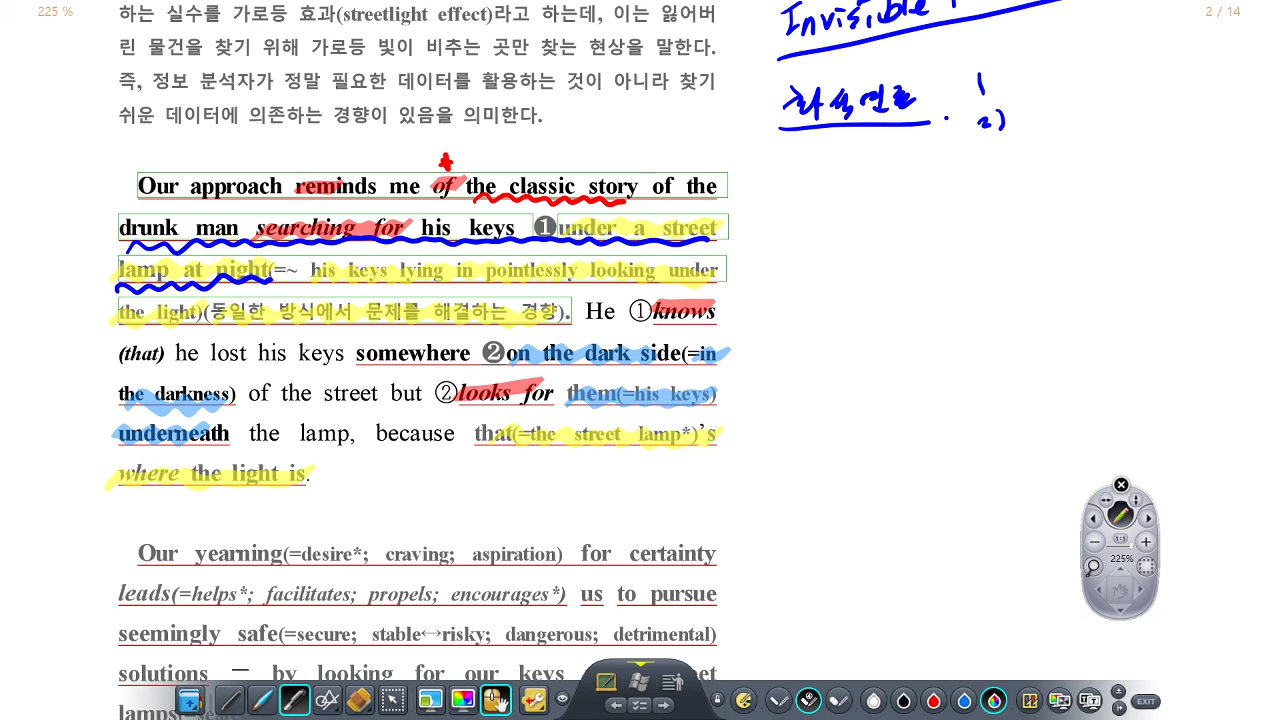 225 %
2 / 14
하는 실수를 가로등 효과(streetlight effect)라고 하는데, 이는 잃어버
린 물건을 찾기 위해 가로등 빛이 비추는 곳만 찾는 현상을 말한다.
즉, 정보 분석자가 정말 필요한 데이터를 활용하는 것이 아니라 찾기
쉬운 데이터에 의존하는 경향이 있음을 의미한다.
Invisible
화석연료 . 1
2)
Our approach reminds me of the classic story of the
drunk man searching for his keys ❶under a street
lamp at night(=~ his keys lying in pointlessly looking under
the light)(동일한 방식에서 문제를 해결하는 경향). He ①knows
(that) he lost his keys somewhere ❷on the dark side(=in
the darkness) of the street but ②looks for them(=his keys)
underneath the lamp, because that(=the street lamp*)'s
where the light is.
Our yearning(=desire*; craving; aspiration) for certainty
leads(=helps*; facilitates; propels; encourages*) us to pursue
seemingly safe(=secure; stable↔risky; dangerous; detrimental)
solutions — by looking for our keys
1:1
225%
EXIT